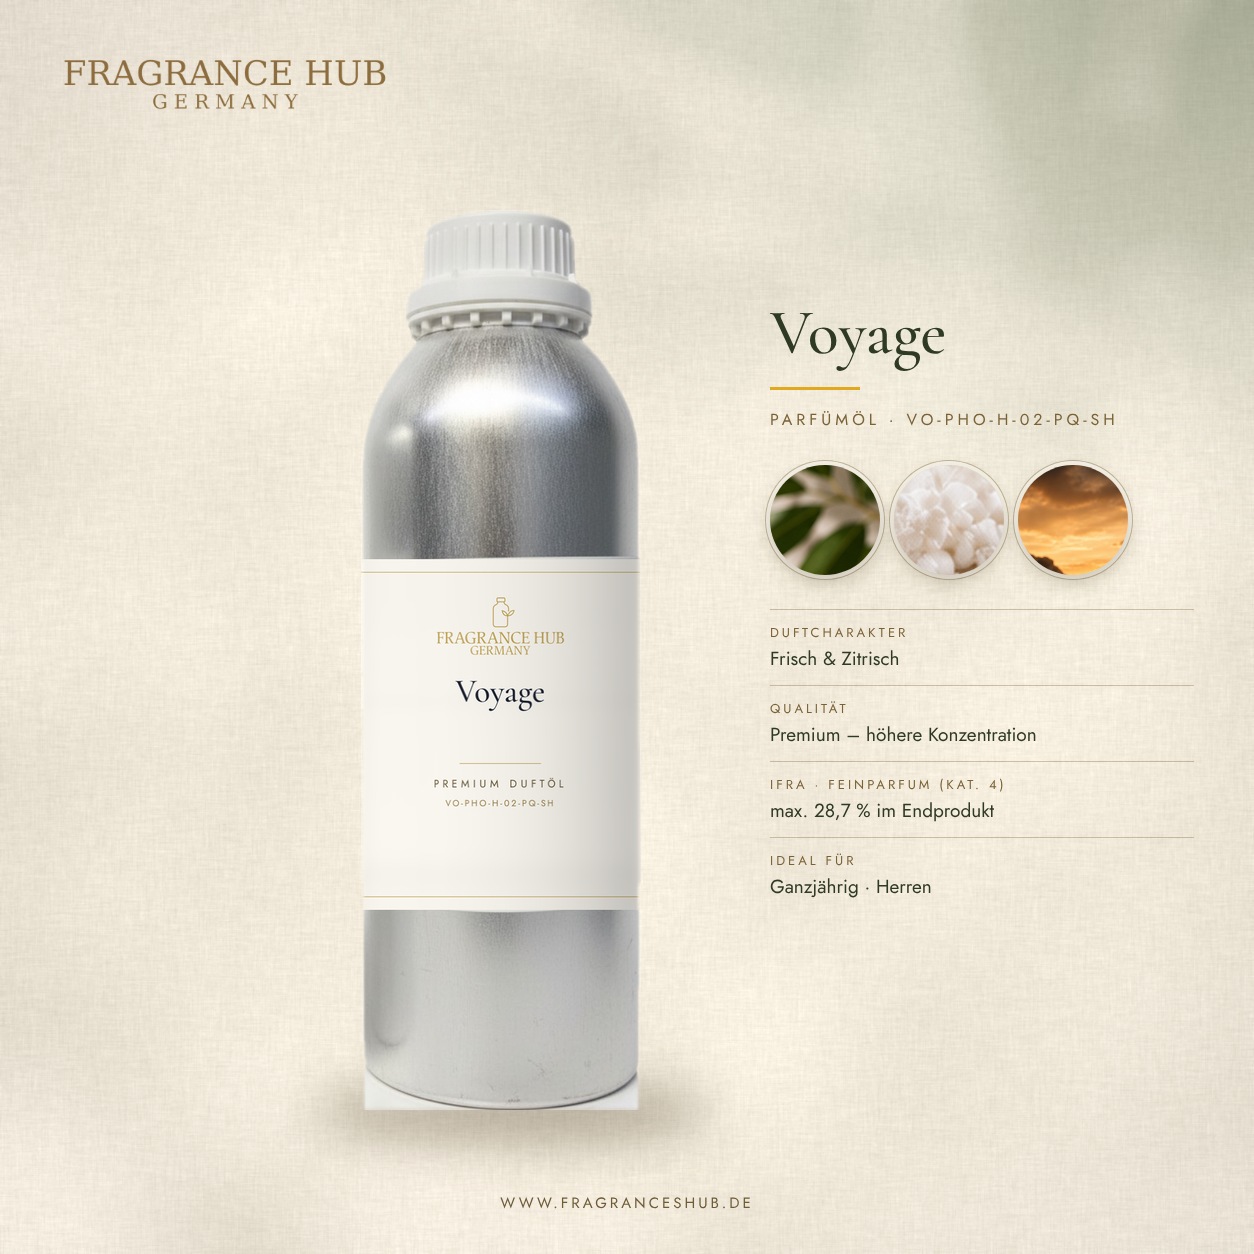 FRAGRANCE HUB
GERMANY
Voyage
PARFÜMÖL · VO-PHO-H-02-PQ-SH
DUFTCHARAKTER
Frisch & Zitrisch
QUALITÄT
Premium – höhere Konzentration
IFRA · FEINPARFUM (KAT. 4)
max. 28,7 % im Endprodukt
IDEAL FÜR
Ganzjährig · Herren
FRAGRANCE HUB
GERMANY
Voyage
PREMIUM DUFTÖL
VO-PHO-H-02-PQ-SH
WWW.FRAGRANCESHUB.DE